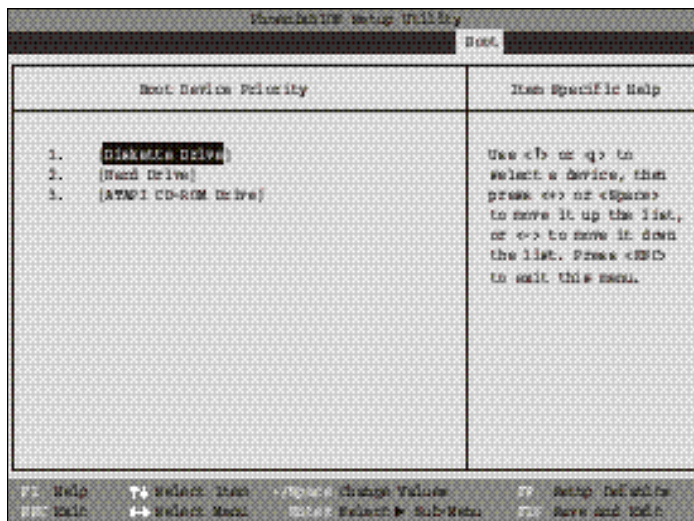 PhoenixBIOS Setup Utility
Boot
Boot Device Priority
Item Specific Help
1. [Diskette Drive]
2. [Hard Drive]
3. [ATAPI CD-ROM Drive]
Use <↑> or <↓> to
select a device, then
press <+> or <Space>
to move it up the list,
or <-> to move it down
the list. Press <ESC>
to exit this menu.
F1 Help ↑↓ Select Item -/Space Change Values F9 Setup Defaults
ESC Exit ↔ Select Menu Enter Select ▶ Sub-Menu F10 Save and Exit